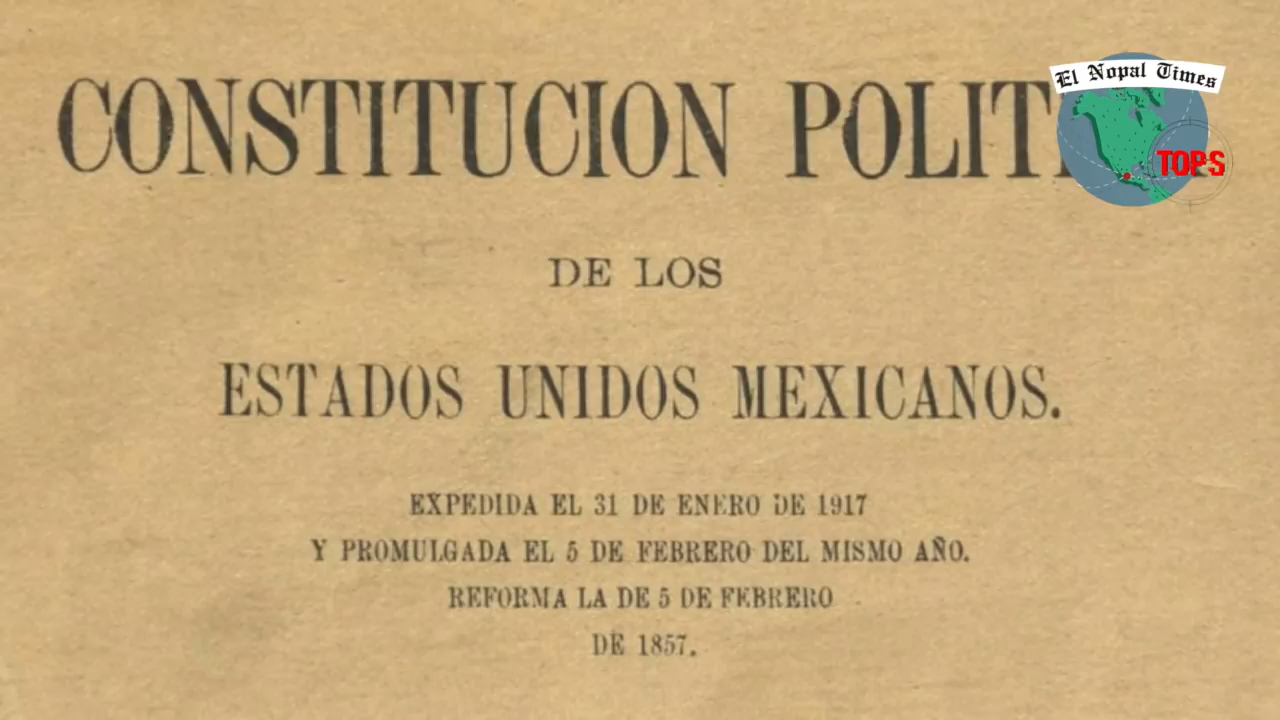 CONSTITUCION POLIT
DE LOS
ESTADOS UNIDOS MEXICANOS.
EXPEDIDA EL 31 DE ENERO DE 1917
Y PROMULGADA EL 5 DE FEBRERO DEL MISMO AÑO.
REFORMA LA DE 5 DE FEBRERO
DE 1857.
El Nopal Times
TOPS